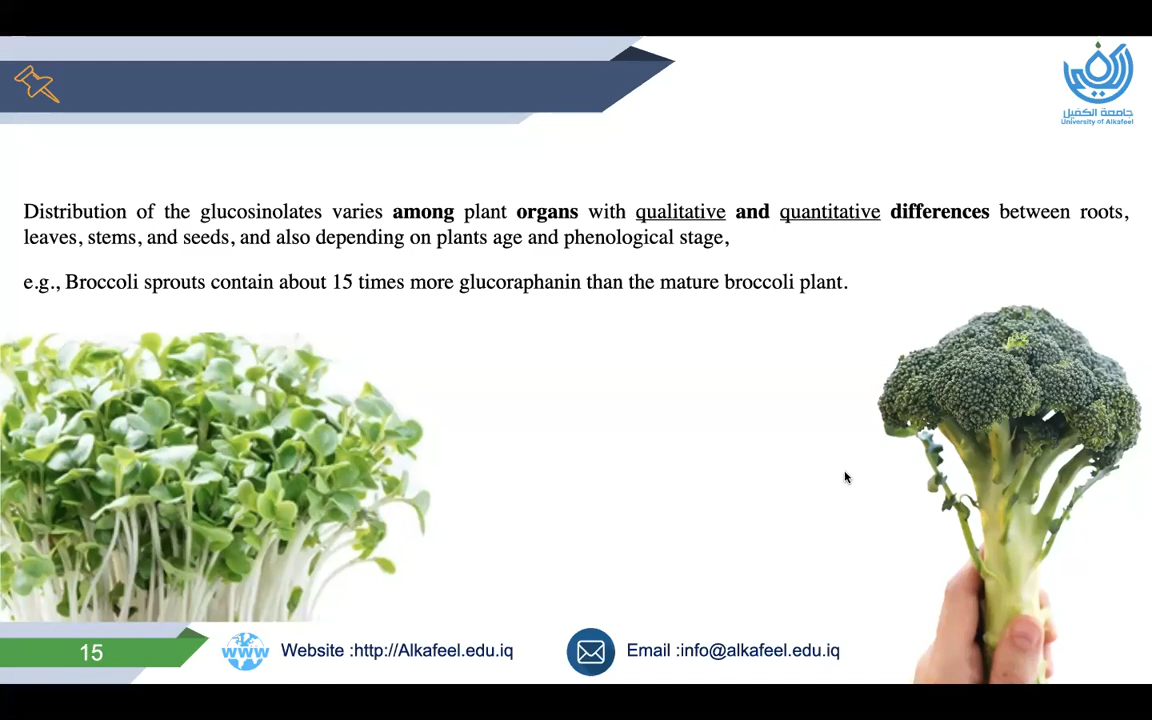 جامعة الكفيل
University of Alkafeel
Distribution of the glucosinolates varies among plant organs with qualitative and quantitative differences between roots,
leaves, stems, and seeds, and also depending on plants age and phenological stage,
e.g., Broccoli sprouts contain about 15 times more glucoraphanin than the mature broccoli plant.
15
www
Website :http://Alkafeel.edu.iq
Email :info@alkafeel.edu.iq